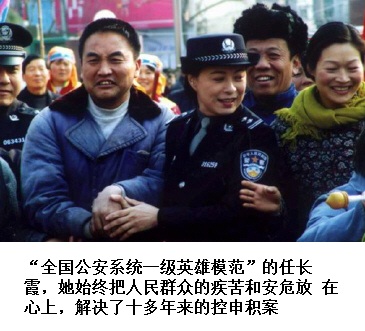 “全国公安系统一级英雄模范”的任长
霞，她始终把人民群众的疾苦和安危放 在
心上，解决了十多年来的控申积案